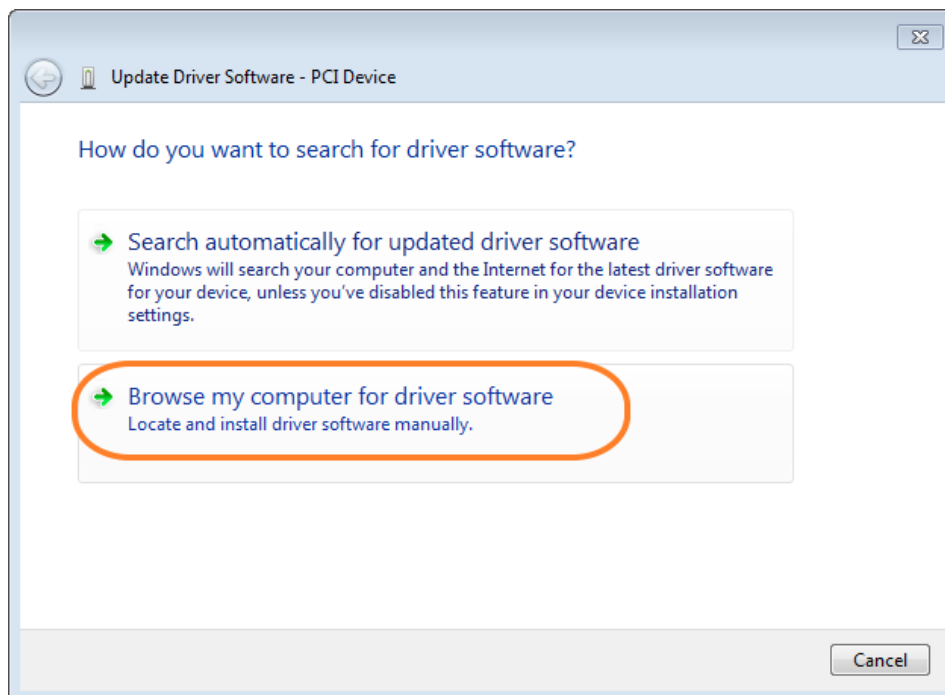 Update Driver Software - PCI Device
How do you want to search for driver software?
Search automatically for updated driver software
Windows will search your computer and the Internet for the latest driver software
for your device, unless you've disabled this feature in your device installation
settings.
Browse my computer for driver software
Locate and install driver software manually.
Cancel